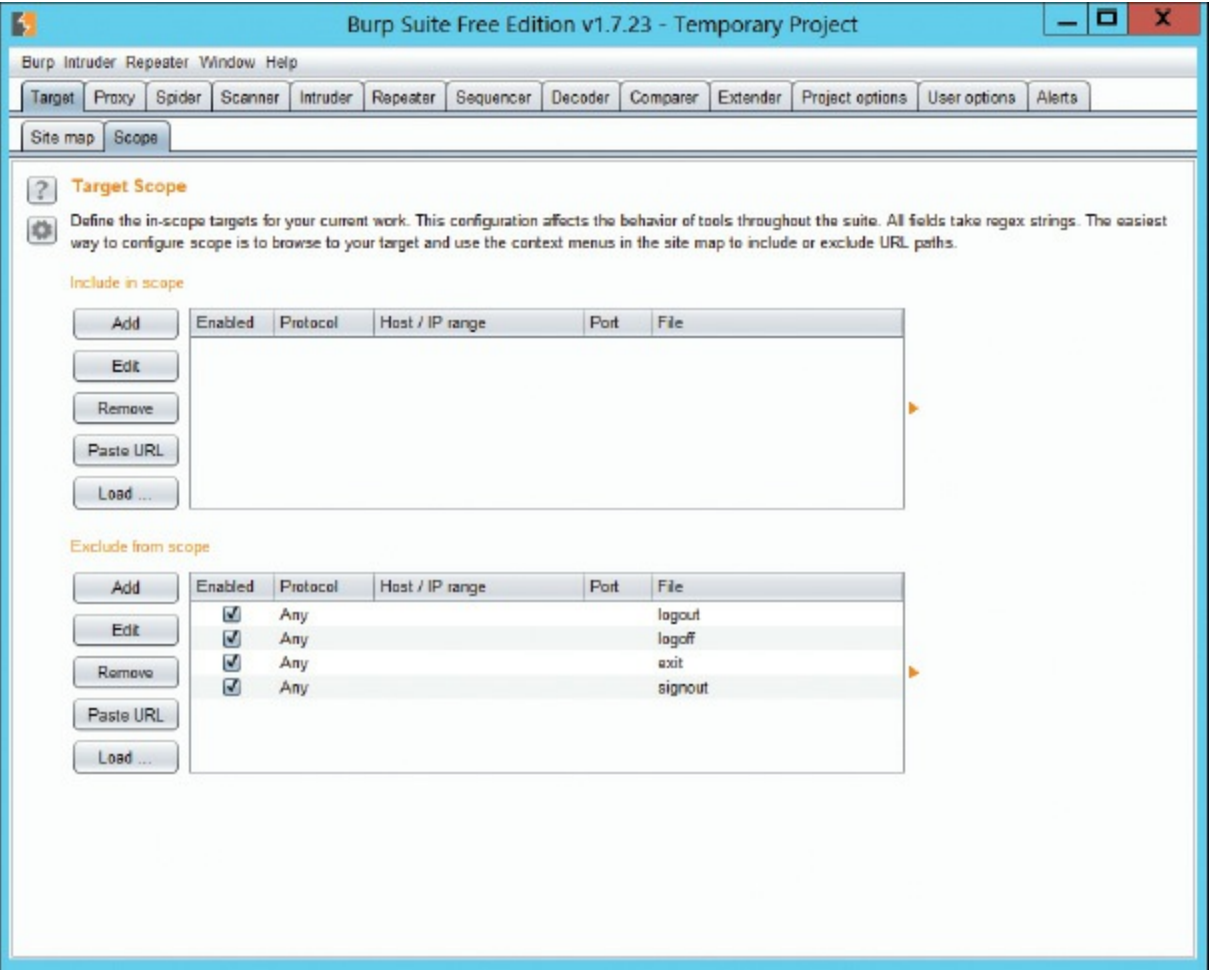 Burp Suite Free Edition v1.7.23 - Temporary Project
Burp Intruder Repeater Window Help
Target Proxy Spider Scanner Intruder Repeater Sequencer Decoder Comparer Extender Project options User options Alerts
Site map Scope
? Target Scope
Define the in-scope targets for your current work. This configuration affects the behavior of tools throughout the suite. All fields take regex strings. The easiest
way to configure scope is to browse to your target and use the context menus in the site map to include or exclude URL paths.
Include in scope
Add Enabled Protocol Host / IP range Port File
Edit
Remove
Paste URL
Load ...
Exclude from scope
Add Enabled Protocol Host / IP range Port File
Any logout
Edit Any logoff
Any exit
Remove Any signout
Paste URL
Load ...